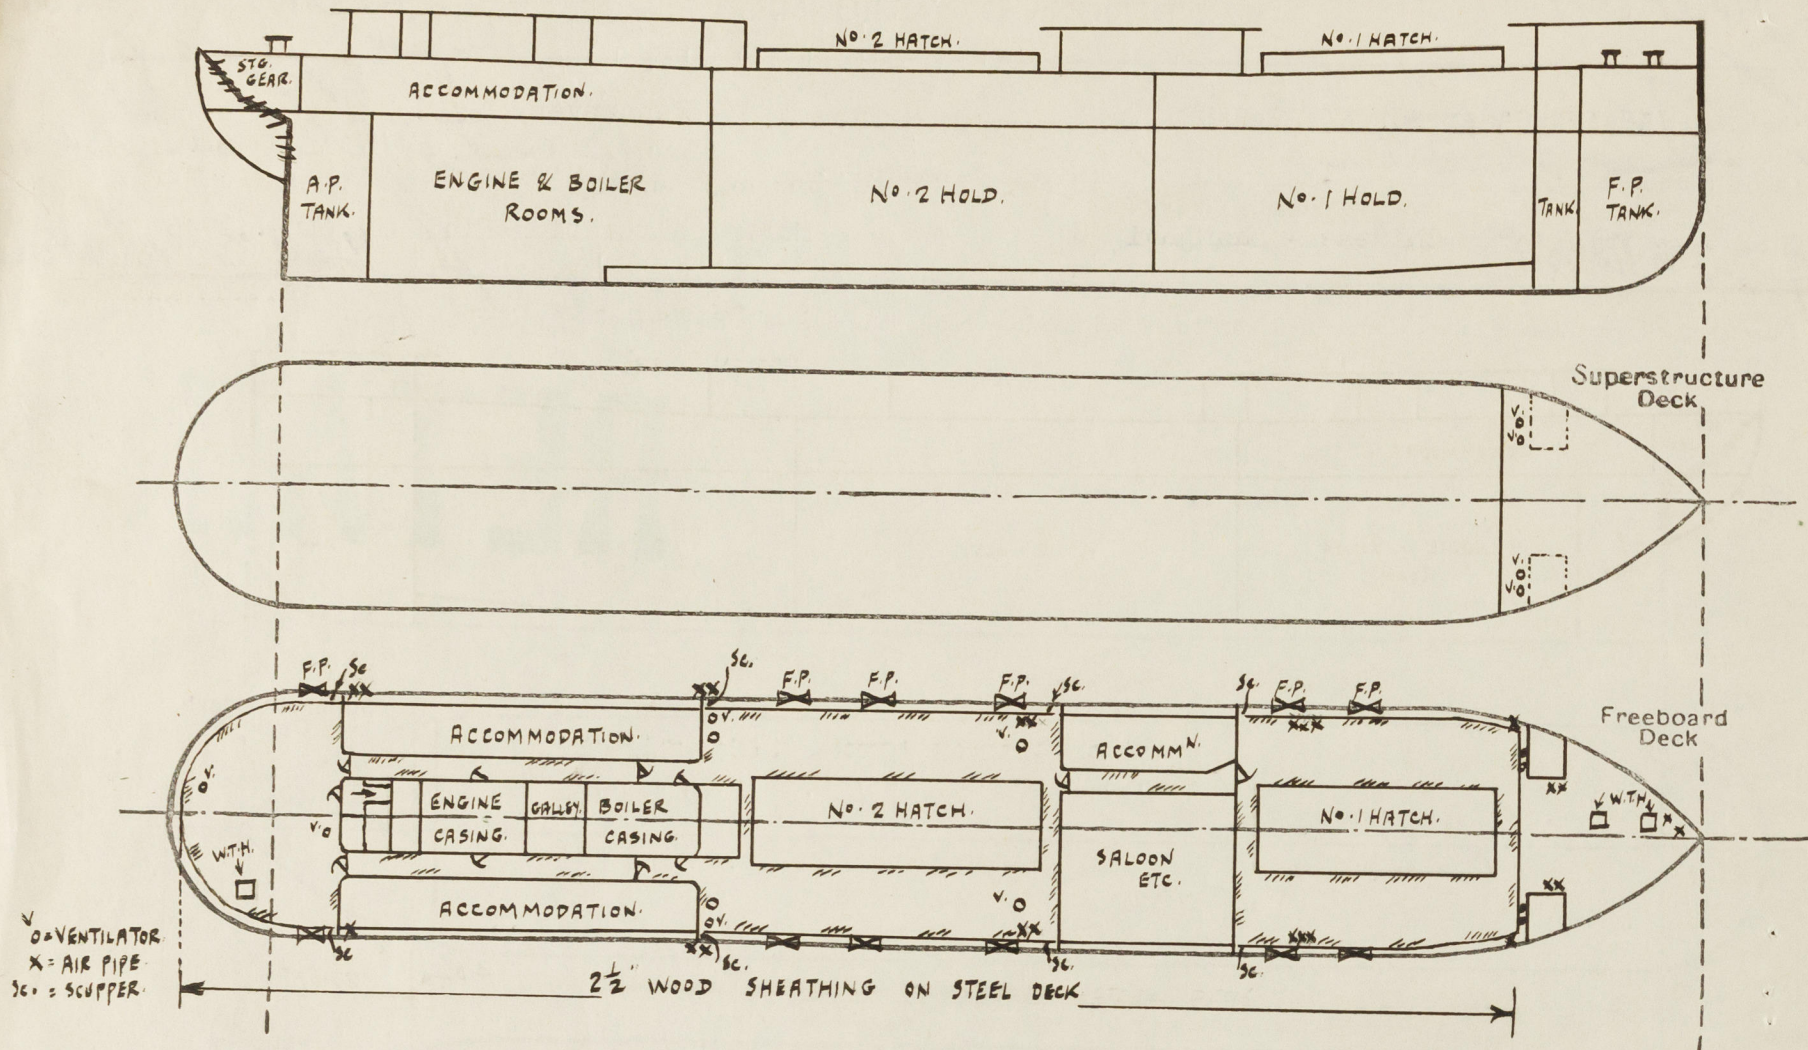 No. 2 HATCH.
No. 1 HATCH.
STG.
GEAR.
ACCOMMODATION.
A.P.
TANK.
ENGINE & BOILER
ROOMS.
No. 2 HOLD.
No. 1 HOLD.
TANK
F.P.
TANK.
Superstructure
Deck
V.
V.
V.
V.
F.P.
Sc
Sc.
F.P.
F.P.
F.P.
Sc.
Sc.
F.P.
F.P.
Freeboard
Deck
V.
V.
ACCOMMODATION.
ACCOMMN.
V.
ENGINE
CASING.
GALLEY.
BOILER
CASING.
No. 2 HATCH.
No. 1 HATCH.
W.T.H.
V.
W.T.H.
SALOON
ETC.
V.
V.
ACCOMMODATION.
Sc
Sc.
Sc.
Sc.
V
O = VENTILATOR
X = AIR PIPE.
Sc. = SCUPPER.
2½" WOOD SHEATHING ON STEEL DECK